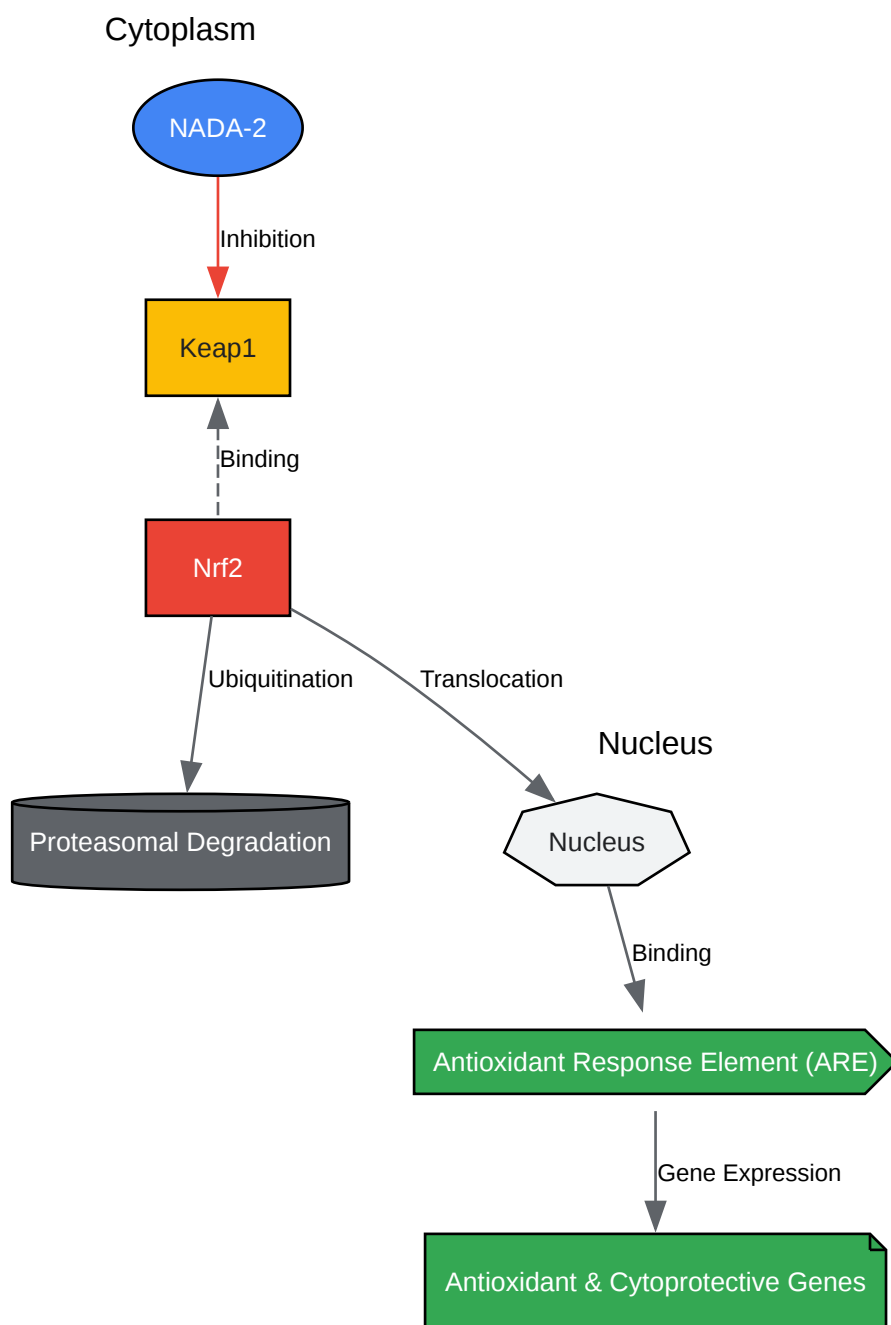 Cytoplasm
NADA-2
Inhibition
Keap1
Binding
Nrf2
Ubiquitination
Translocation
Nucleus
Proteasomal Degradation
Nucleus
Binding
Antioxidant Response Element (ARE)
Gene Expression
Antioxidant & Cytoprotective Genes